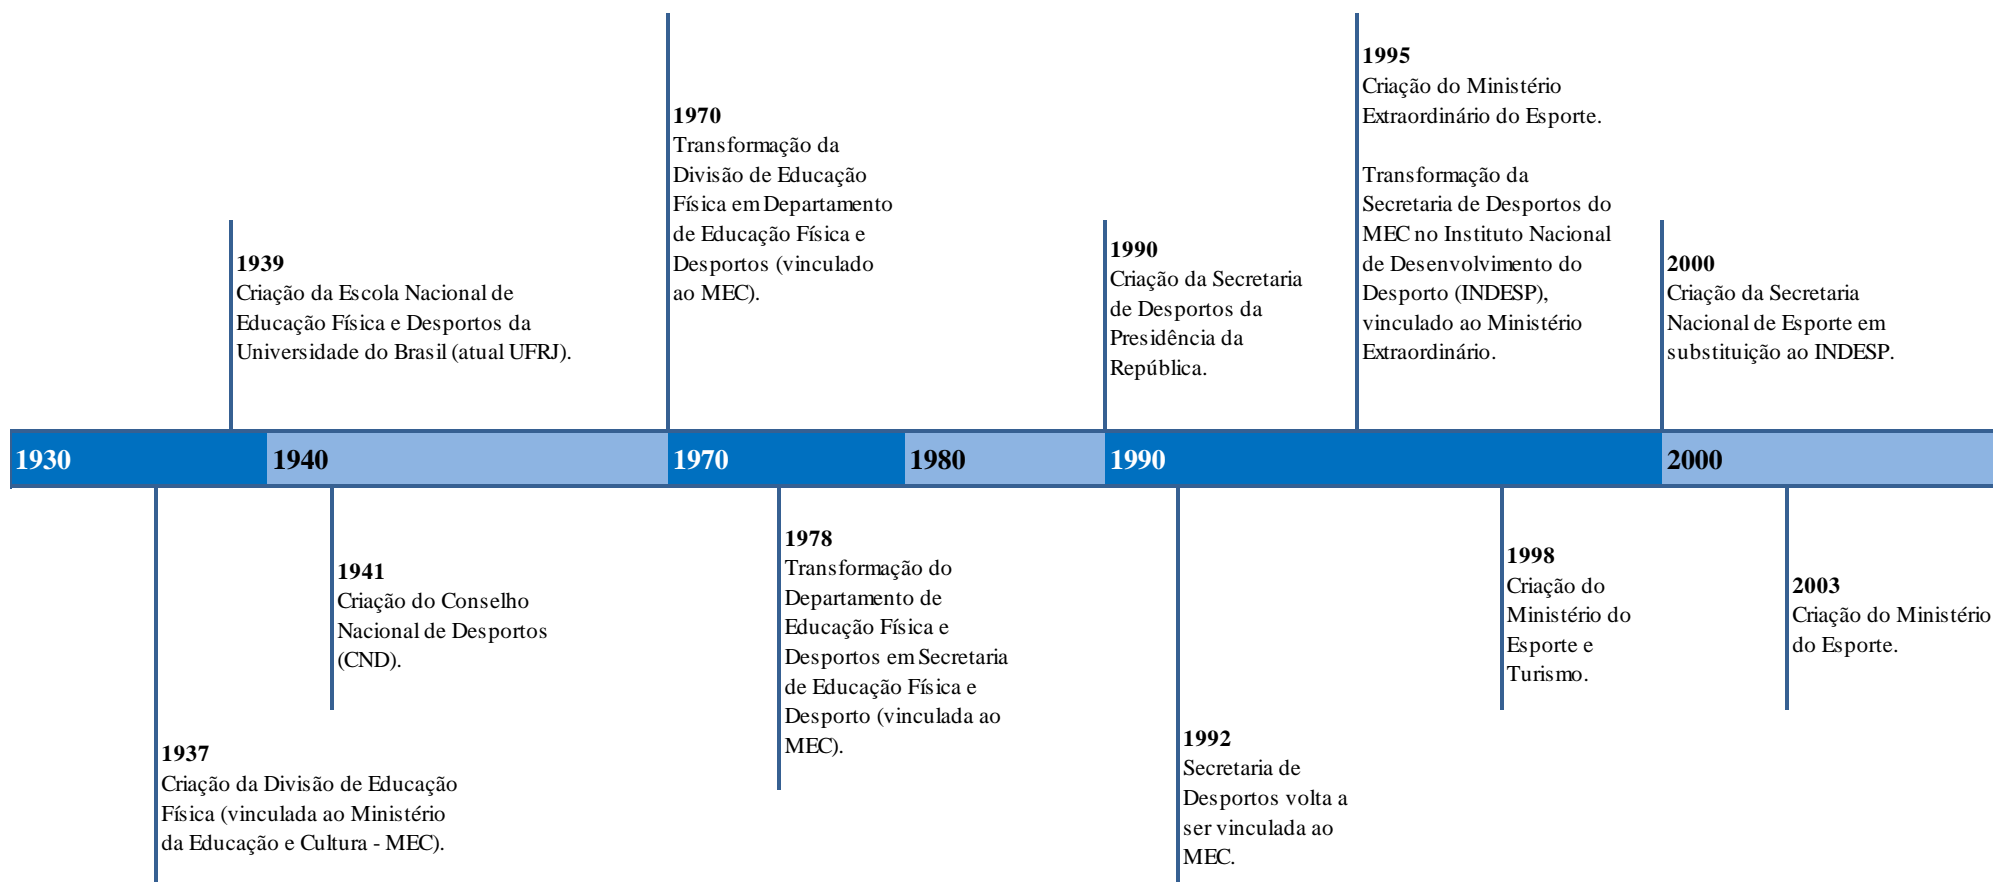 1995
Criação do Ministério
Extraordinário do Esporte.
Transformação da
Secretaria de Desportos do
MEC no Instituto Nacional
de Desenvolvimento do
Desporto (INDESP),
vinculado ao Ministério
Extraordinário.
1970
Transformação da
Divisão de Educação
Física em Departamento
de Educação Física e
Desportos (vinculado
ao MEC).
1939
Criação da Escola Nacional de
Educação Física e Desportos da
Universidade do Brasil (atual UFRJ).
1990
Criação da Secretaria
de Desportos da
Presidência da
República.
2000
Criação da Secretaria
Nacional de Esporte em
substituição ao INDESP.
1930
1940
1970
1980
1990
2000
1937
Criação da Divisão de Educação
Física (vinculada ao Ministério
da Educação e Cultura - MEC).
1941
Criação do Conselho
Nacional de Desportos
(CND).
1978
Transformação do
Departamento de
Educação Física e
Desportos em Secretaria
de Educação Física e
Desporto (vinculada ao
MEC).
1992
Secretaria de
Desportos volta a
ser vinculada ao
MEC.
1998
Criação do
Ministério do
Esporte e
Turismo.
2003
Criação do Ministério
do Esporte.